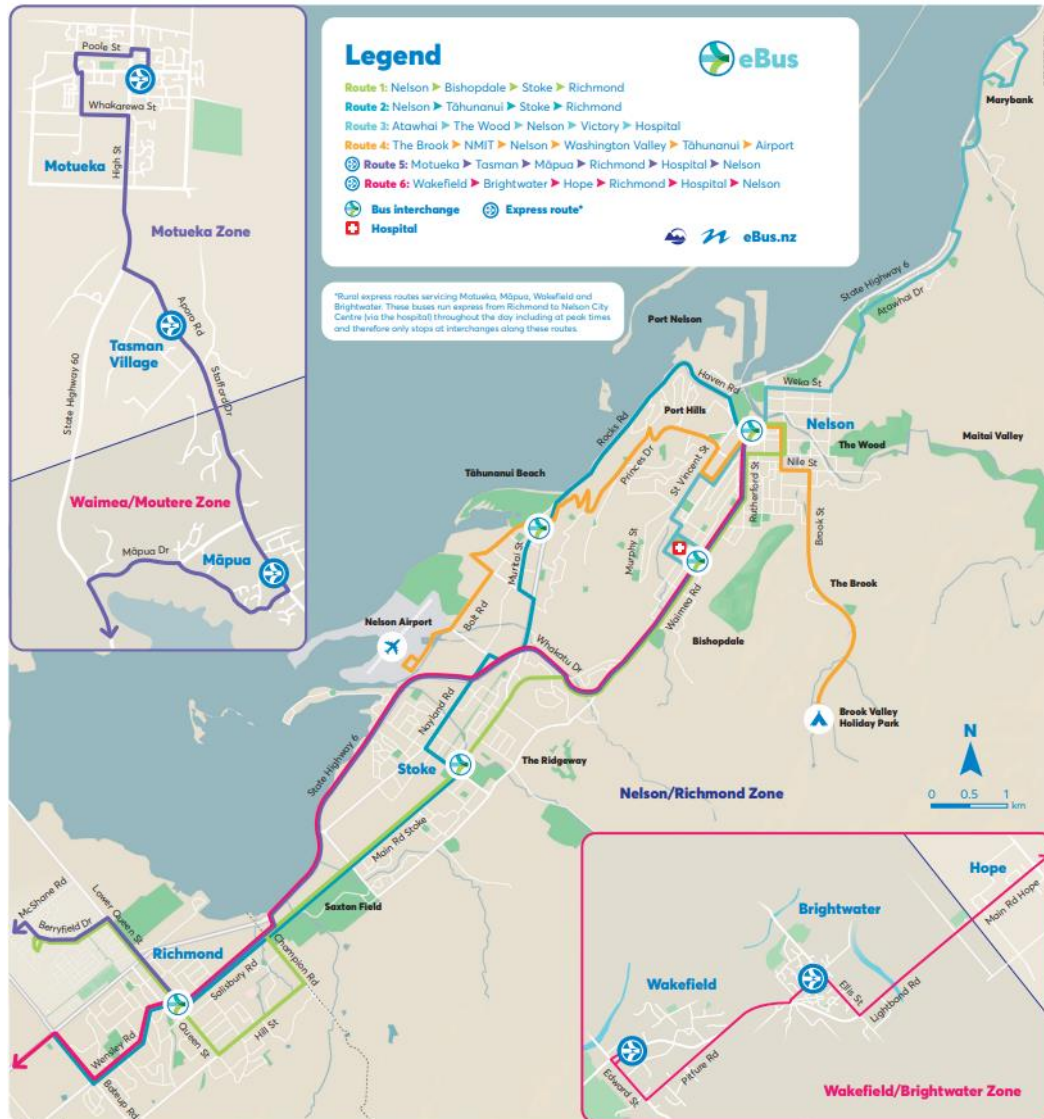 Legend
eBus
Route 1: Nelson ▶ Bishopdale ▶ Stoke ▶ Richmond
Route 2: Nelson ▶ Tāhunanui ▶ Stoke ▶ Richmond
Route 3: Atawhai ▶ The Wood ▶ Nelson ▶ Victory ▶ Hospital
Route 4: The Brook ▶ NMIT ▶ Nelson ▶ Washington Valley ▶ Tāhunanui ▶ Airport
Route 5: Motueka ▶ Tasman ▶ Māpua ▶ Richmond ▶ Hospital ▶ Nelson
Route 6: Wakefield ▶ Brightwater ▶ Hope ▶ Richmond ▶ Hospital ▶ Nelson
Bus interchange
Express route*
Hospital
eBus.nz
*Rural express routes servicing Motueka, Māpua, Wakefield and
Brightwater. These buses run express from Richmond to Nelson City
Centre (via the hospital) throughout the day including at peak times
and therefore only stops at interchanges along these routes.
Poole St
Whakarewa St
Motueka
High St
Motueka Zone
Aporo Rd
Tasman
Village
Stafford Dr
State Highway 60
Waimea/Moutere Zone
Māpua Dr
Māpua
Marybank
State Highway 6
Atawhai Dr
Port Nelson
Haven Rd
Weka St
Port Hills
Nelson
The Wood
Maitai Valley
Rocks Rd
Princes Dr
St Vincent St
Nile St
Rutherford St
Brook St
Tāhunanui Beach
Murphy St
Muritai St
The Brook
Bolt Rd
Waimea Rd
Nelson Airport
Bishopdale
Whakatu Dr
Nayland Rd
Brook Valley
Holiday Park
N
State Highway 6
Stoke
The Ridgeway
Nelson/Richmond Zone
0 0.5 1
km
Main Rd Stoke
Saxton Field
McShane Rd
Lower Queen St
Berryfield Dr
Richmond
Salisbury Rd
Champion Rd
Hill St
Queen St
Wensley Rd
Bateup Rd
Hope
Main Rd Hope
Brightwater
Wakefield
Ellis St
Lightband Rd
Pitfure Rd
Edward St
Wakefield/Brightwater Zone